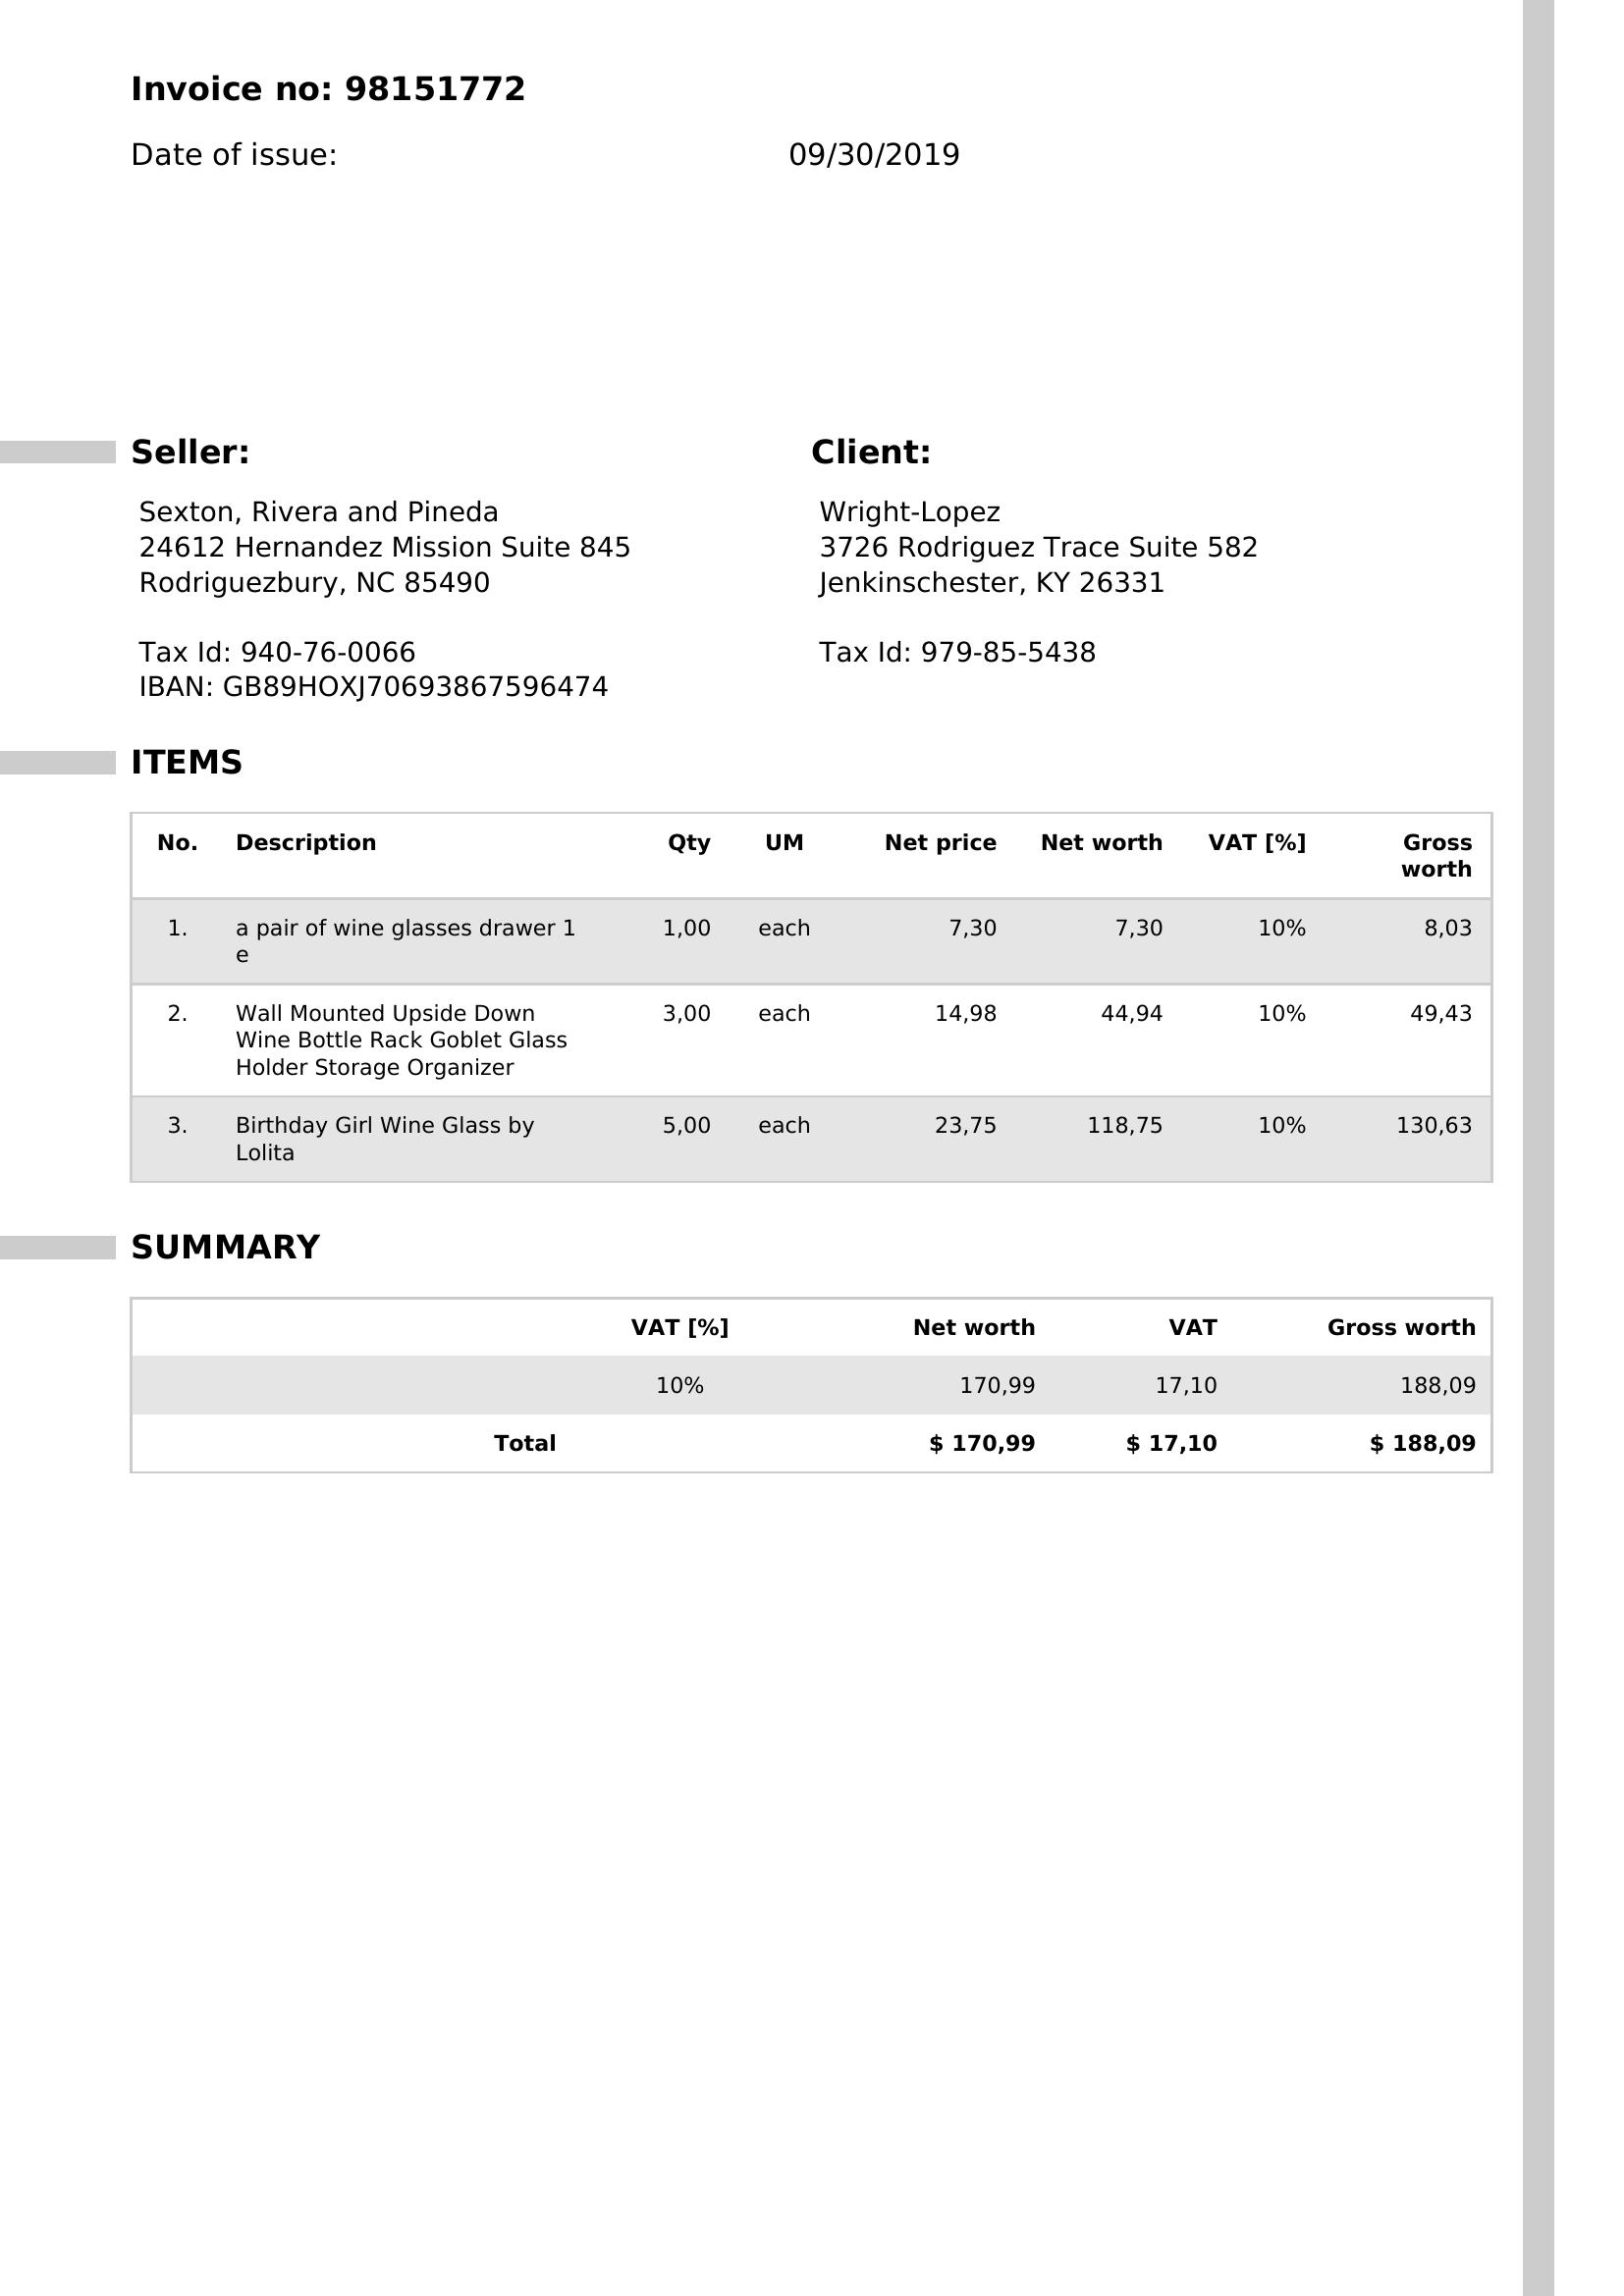 Invoice no: 98151772
Date of issue: 09/30/2019
Seller:
Sexton, Rivera and Pineda
24612 Hernandez Mission Suite 845
Rodriguezbury, NC 85490
Tax Id: 940-76-0066
IBAN: GB89HOXJ70693867596474
Client:
Wright-Lopez
3726 Rodriguez Trace Suite 582
Jenkinschester, KY 26331
Tax Id: 979-85-5438
ITEMS
No. Description Qty UM Net price Net worth VAT [%] Gross
worth
1. a pair of wine glasses drawer 1 1,00 each 7,30 7,30 10% 8,03
e
2. Wall Mounted Upside Down 3,00 each 14,98 44,94 10% 49,43
Wine Bottle Rack Goblet Glass
Holder Storage Organizer
3. Birthday Girl Wine Glass by 5,00 each 23,75 118,75 10% 130,63
Lolita
SUMMARY
VAT [%] Net worth VAT Gross worth
10% 170,99 17,10 188,09
Total $ 170,99 $ 17,10 $ 188,09